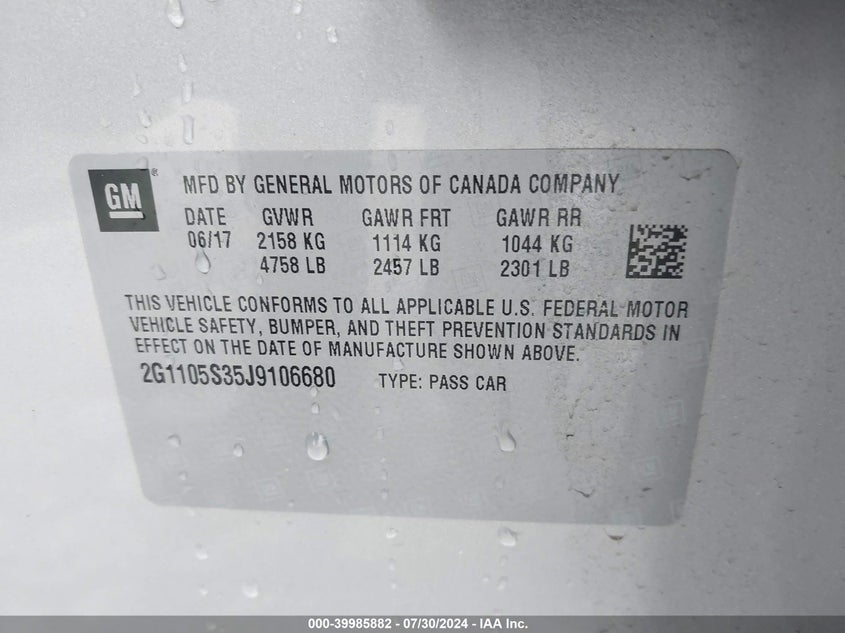 GM® MFD BY GENERAL MOTORS OF CANADA COMPANY
DATE GVWR GAWR FRT GAWR RR
06/17 2158 KG 1114 KG 1044 KG
4758 LB 2457 LB 2301 LB
THIS VEHICLE CONFORMS TO ALL APPLICABLE U.S. FEDERAL MOTOR
VEHICLE SAFETY, BUMPER, AND THEFT PREVENTION STANDARDS IN
EFFECT ON THE DATE OF MANUFACTURE SHOWN ABOVE.
2G1105S35J9106680 TYPE: PASS CAR
000-39985882 / 07/30/2024 - IAA Inc.